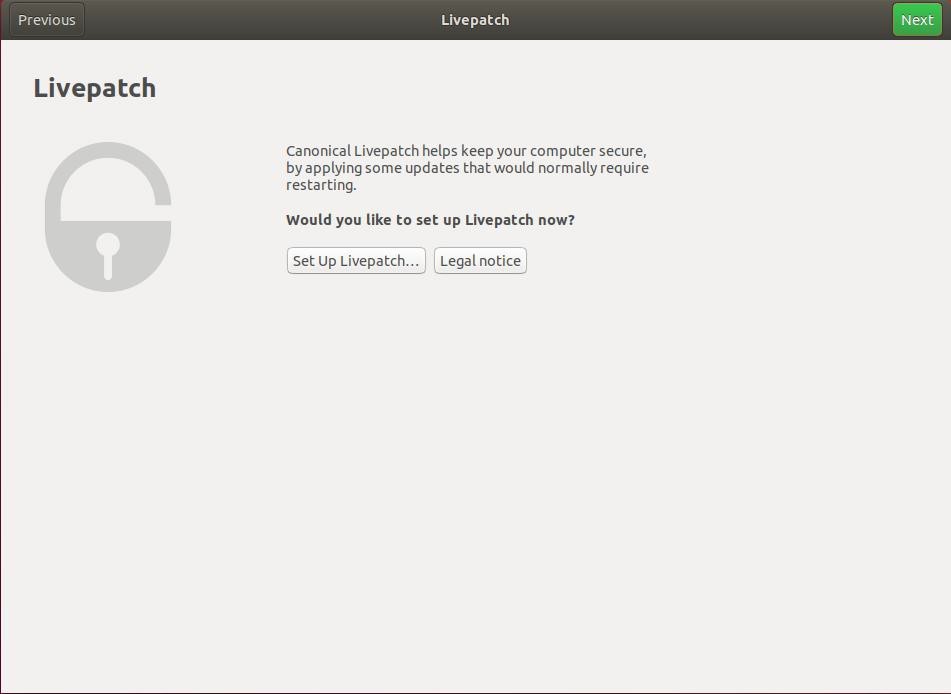 Previous
Livepatch
Next
Livepatch
Canonical Livepatch helps keep your computer secure,
by applying some updates that would normally require
restarting.
Would you like to set up Livepatch now?
Set Up Livepatch…
Legal notice